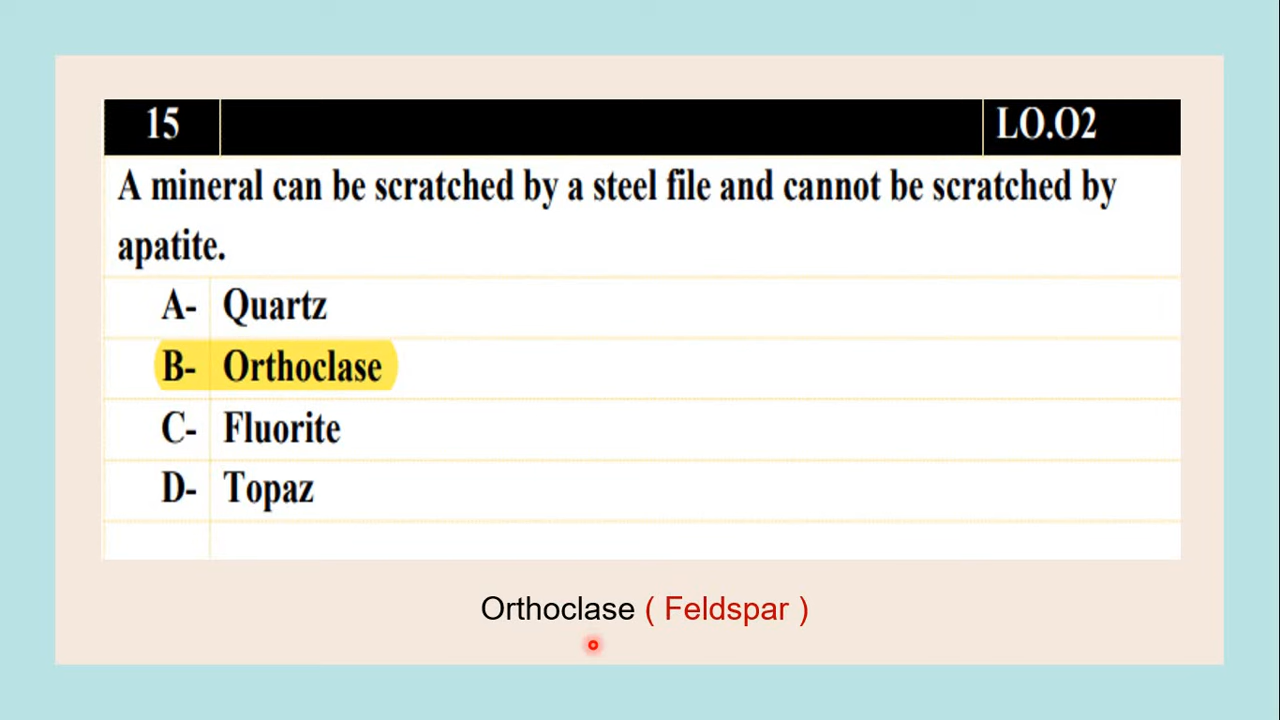 15 LO.O2
A mineral can be scratched by a steel file and cannot be scratched by
apatite.
A- Quartz
B- Orthoclase
C- Fluorite
D- Topaz
Orthoclase ( Feldspar )